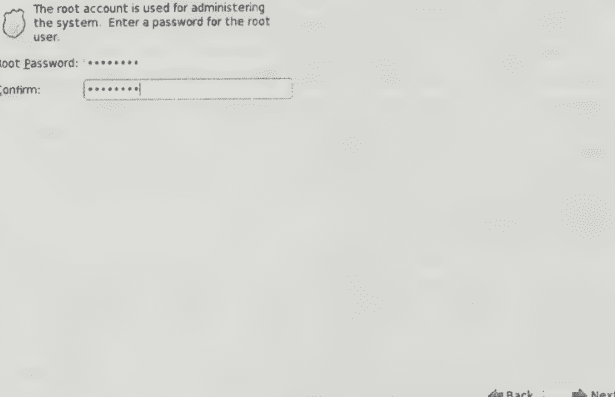 The root account is used for administering
the system. Enter a password for the root
user.
oot Password: ••••••••
onfirm: ••••••••
Back Next